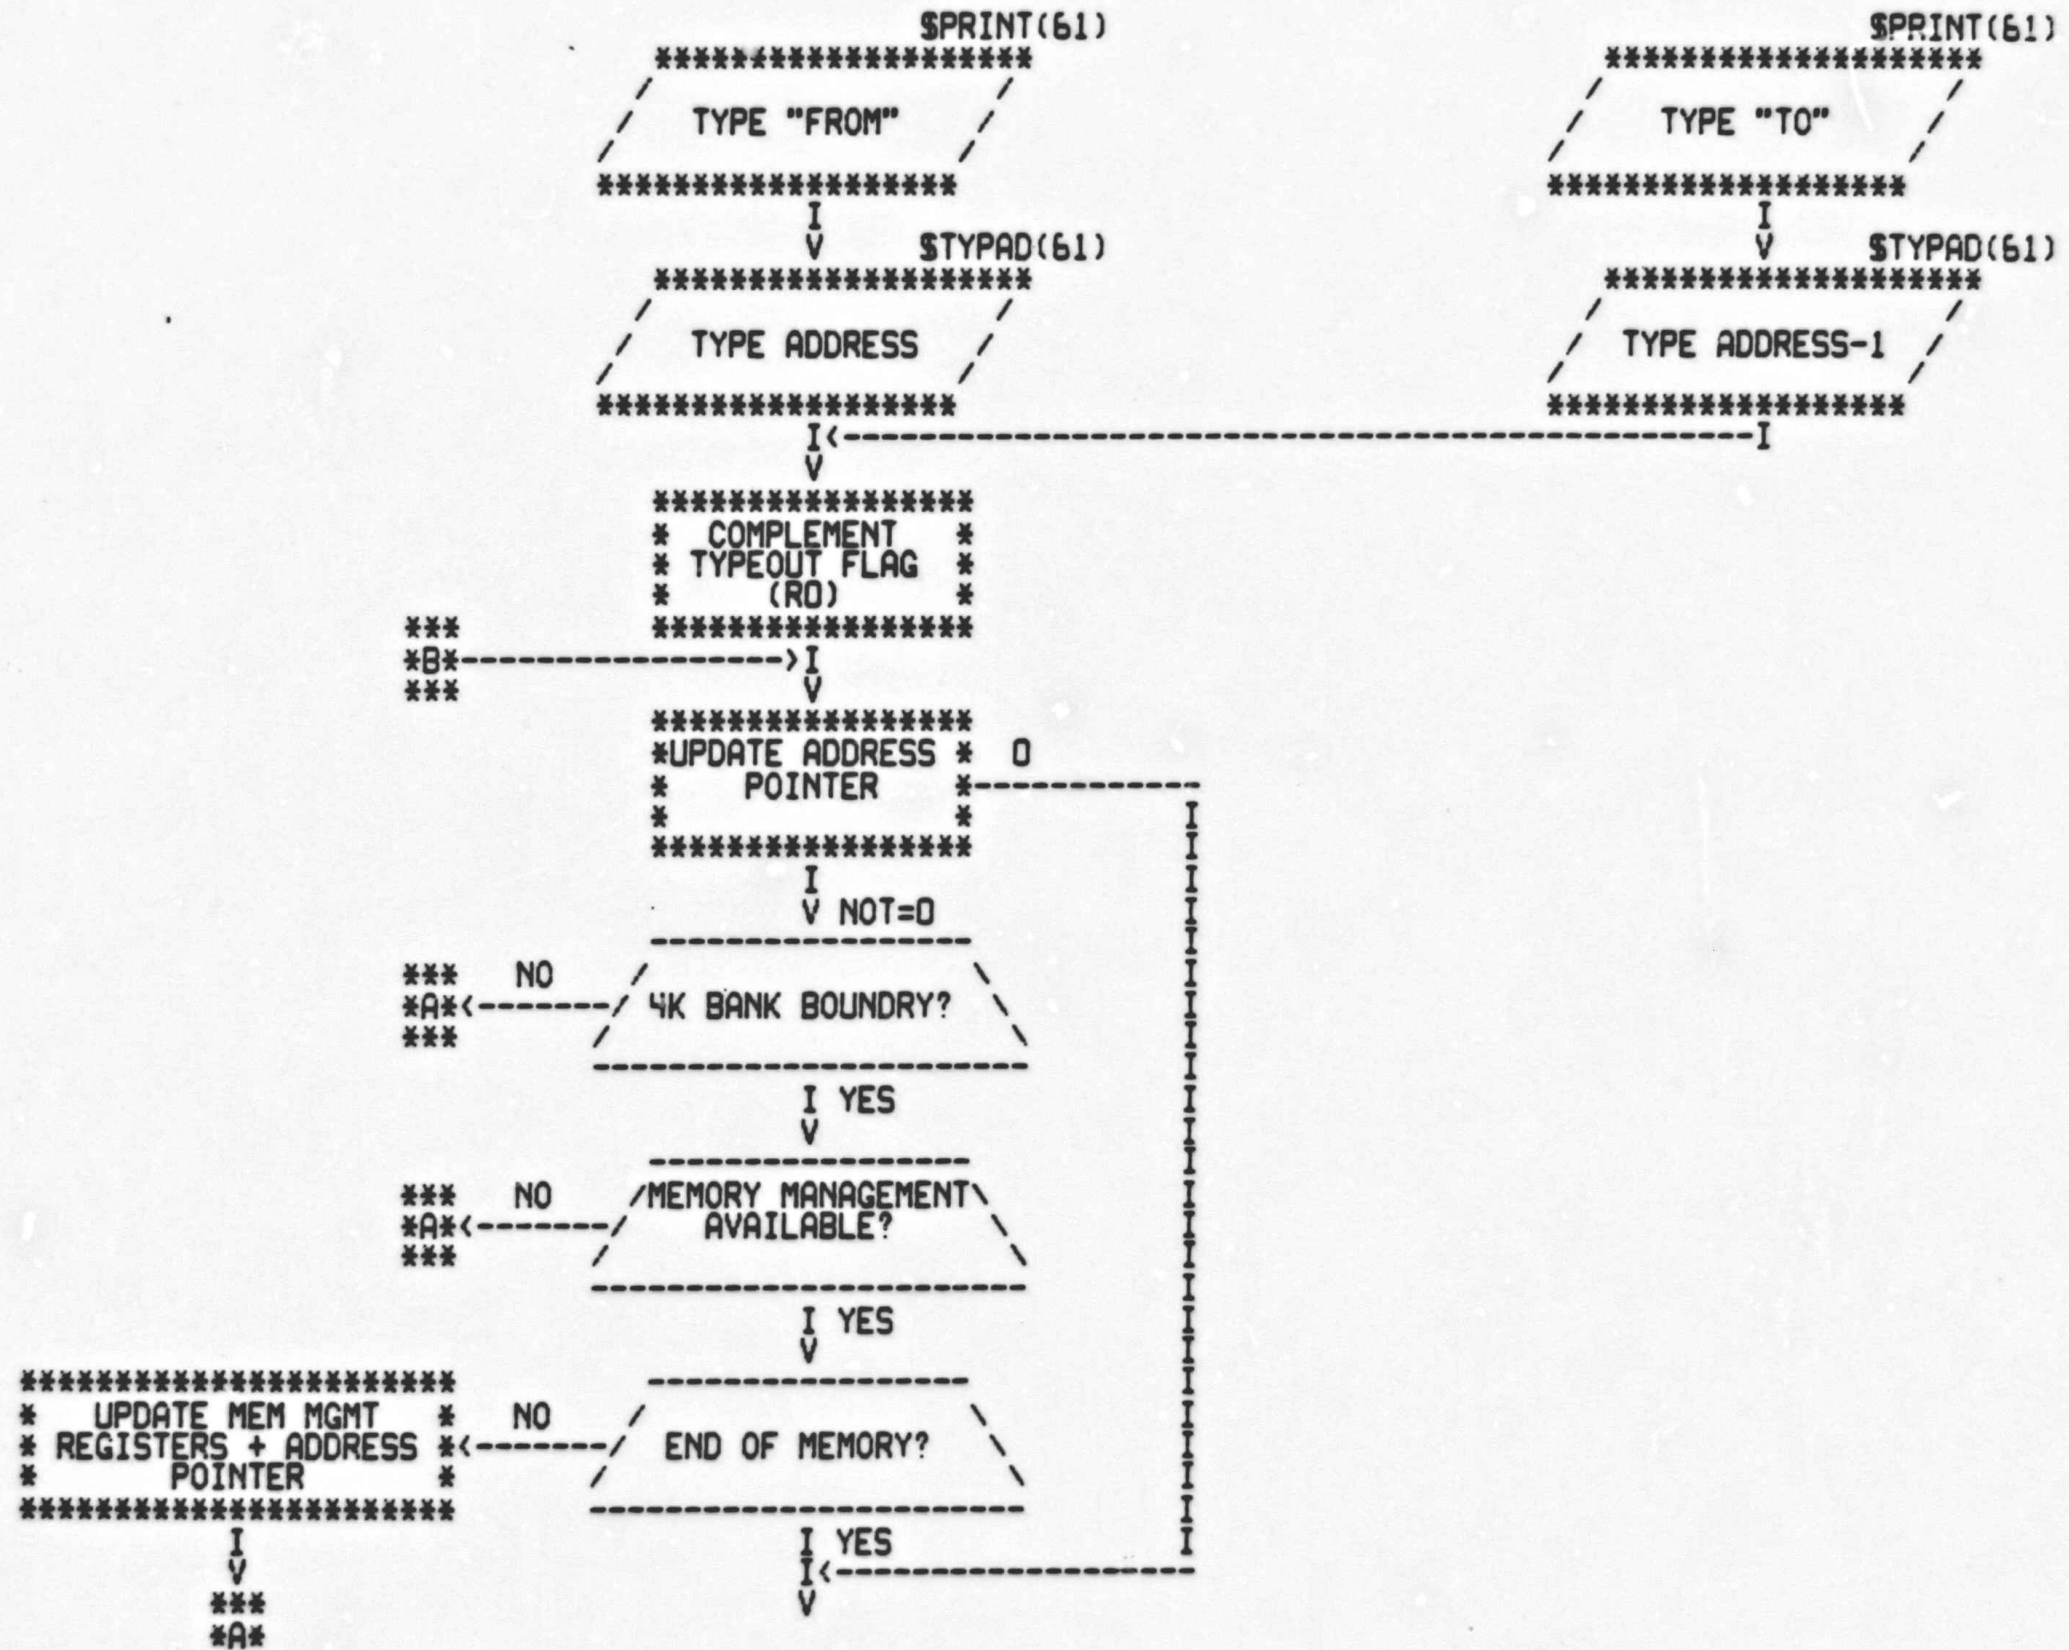 $PRINT(61) $PRINT(61)
******************** ********************
/ / / /
/ TYPE "FROM" / / TYPE "TO" /
/ / / /
******************* *******************
I I
V $TYPAD(61) V $TYPAD(61)
******************** ********************
/ / / /
/ TYPE ADDRESS / / TYPE ADDRESS-1 /
/ / / /
******************* *******************
I<-------------------------------------------------I
V
*****************
* COMPLEMENT *
* TYPEOUT FLAG *
* (R0) *
*** *****************
*B*----------------->I
*** V
*****************
*UPDATE ADDRESS * 0
* POINTER *------------
* * I
***************** I
I I
V NOT=0 I
----------------- I
*** NO / \ I
*A*<-------/ 4K BANK BOUNDRY? \ I
*** / \ I
----------------------- I
I YES I
V I
----------------- I
*** NO /MEMORY MANAGEMENT\ I
*A*<-------/ AVAILABLE? \ I
*** / \ I
----------------------- I
I YES I
V I
*********************** ----------------- I
* UPDATE MEM MGMT * NO / \ I
* REGISTERS + ADDRESS *<-------/ END OF MEMORY? \ I
* POINTER * / \ I
*********************** ----------------------- I
I I YES I
V I<-------------------
*** V
*A*